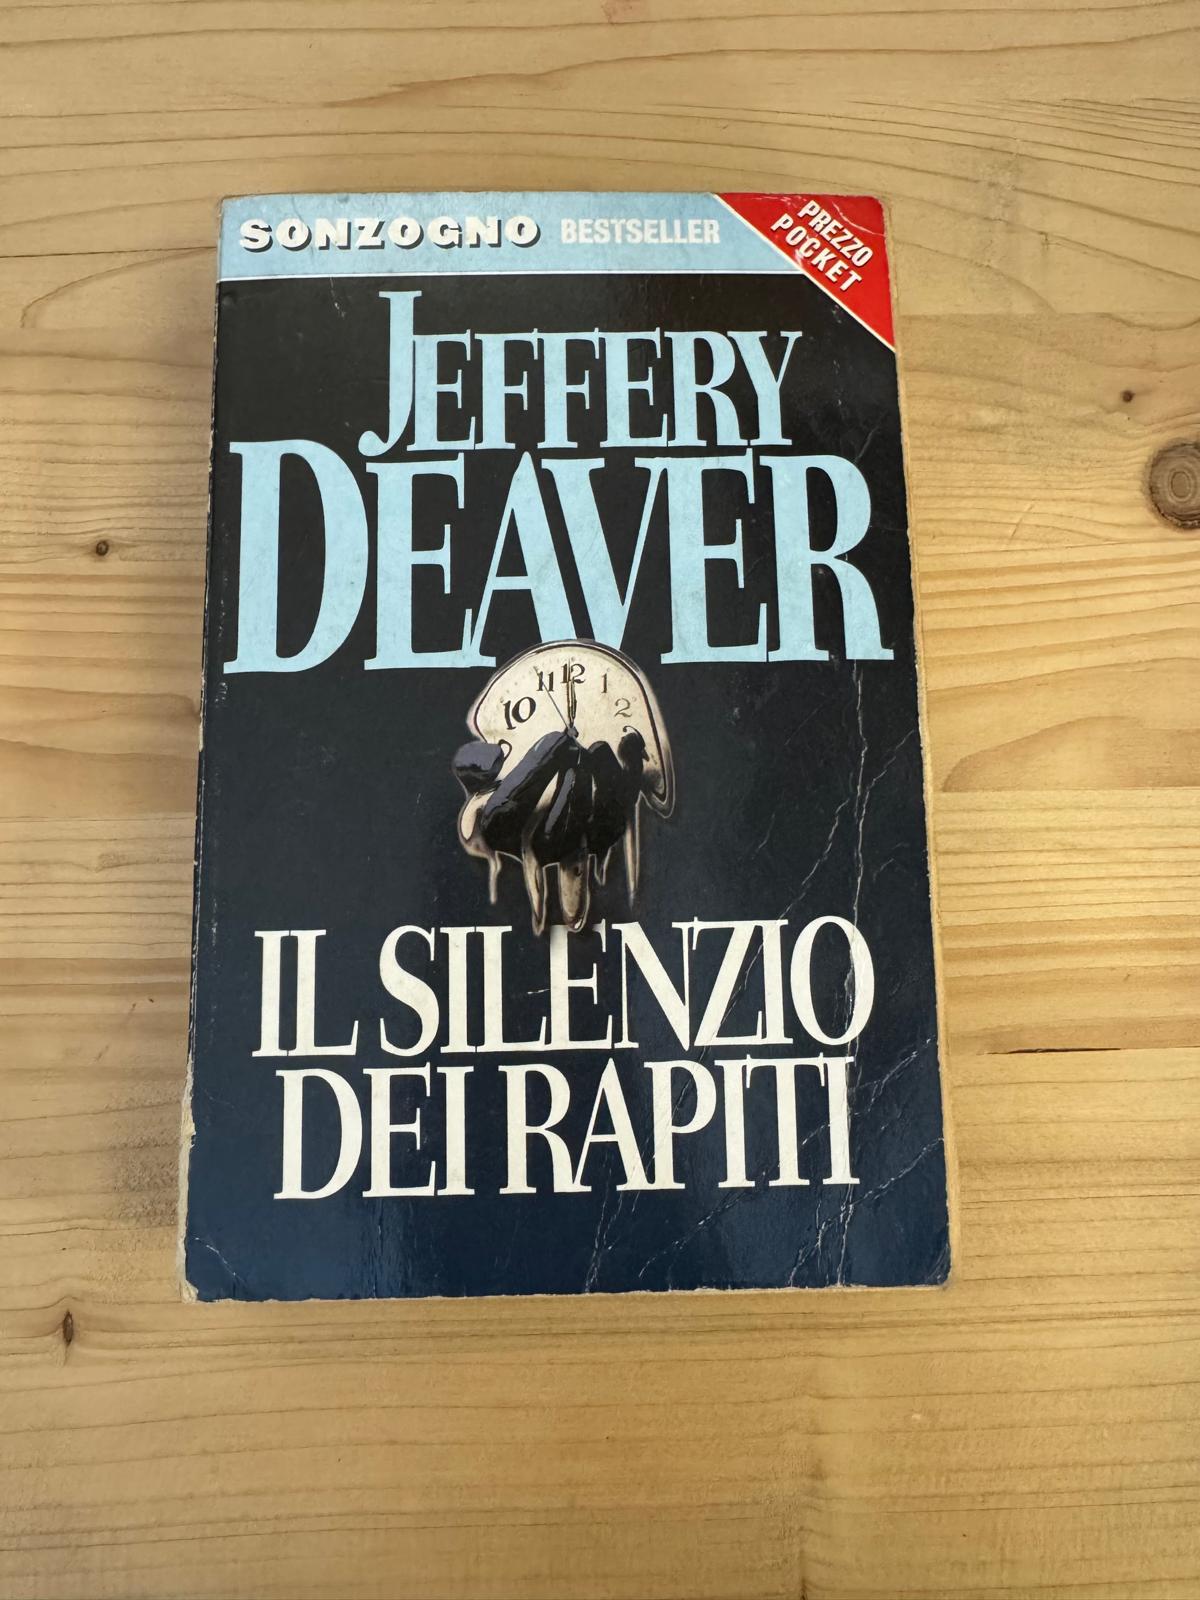 SONZOGNO BESTSELLER
PREZZO
POCKET
JEFFERY
DEAVER
10 11 12 1 2
IL SILENZIO
DEI RAPITI